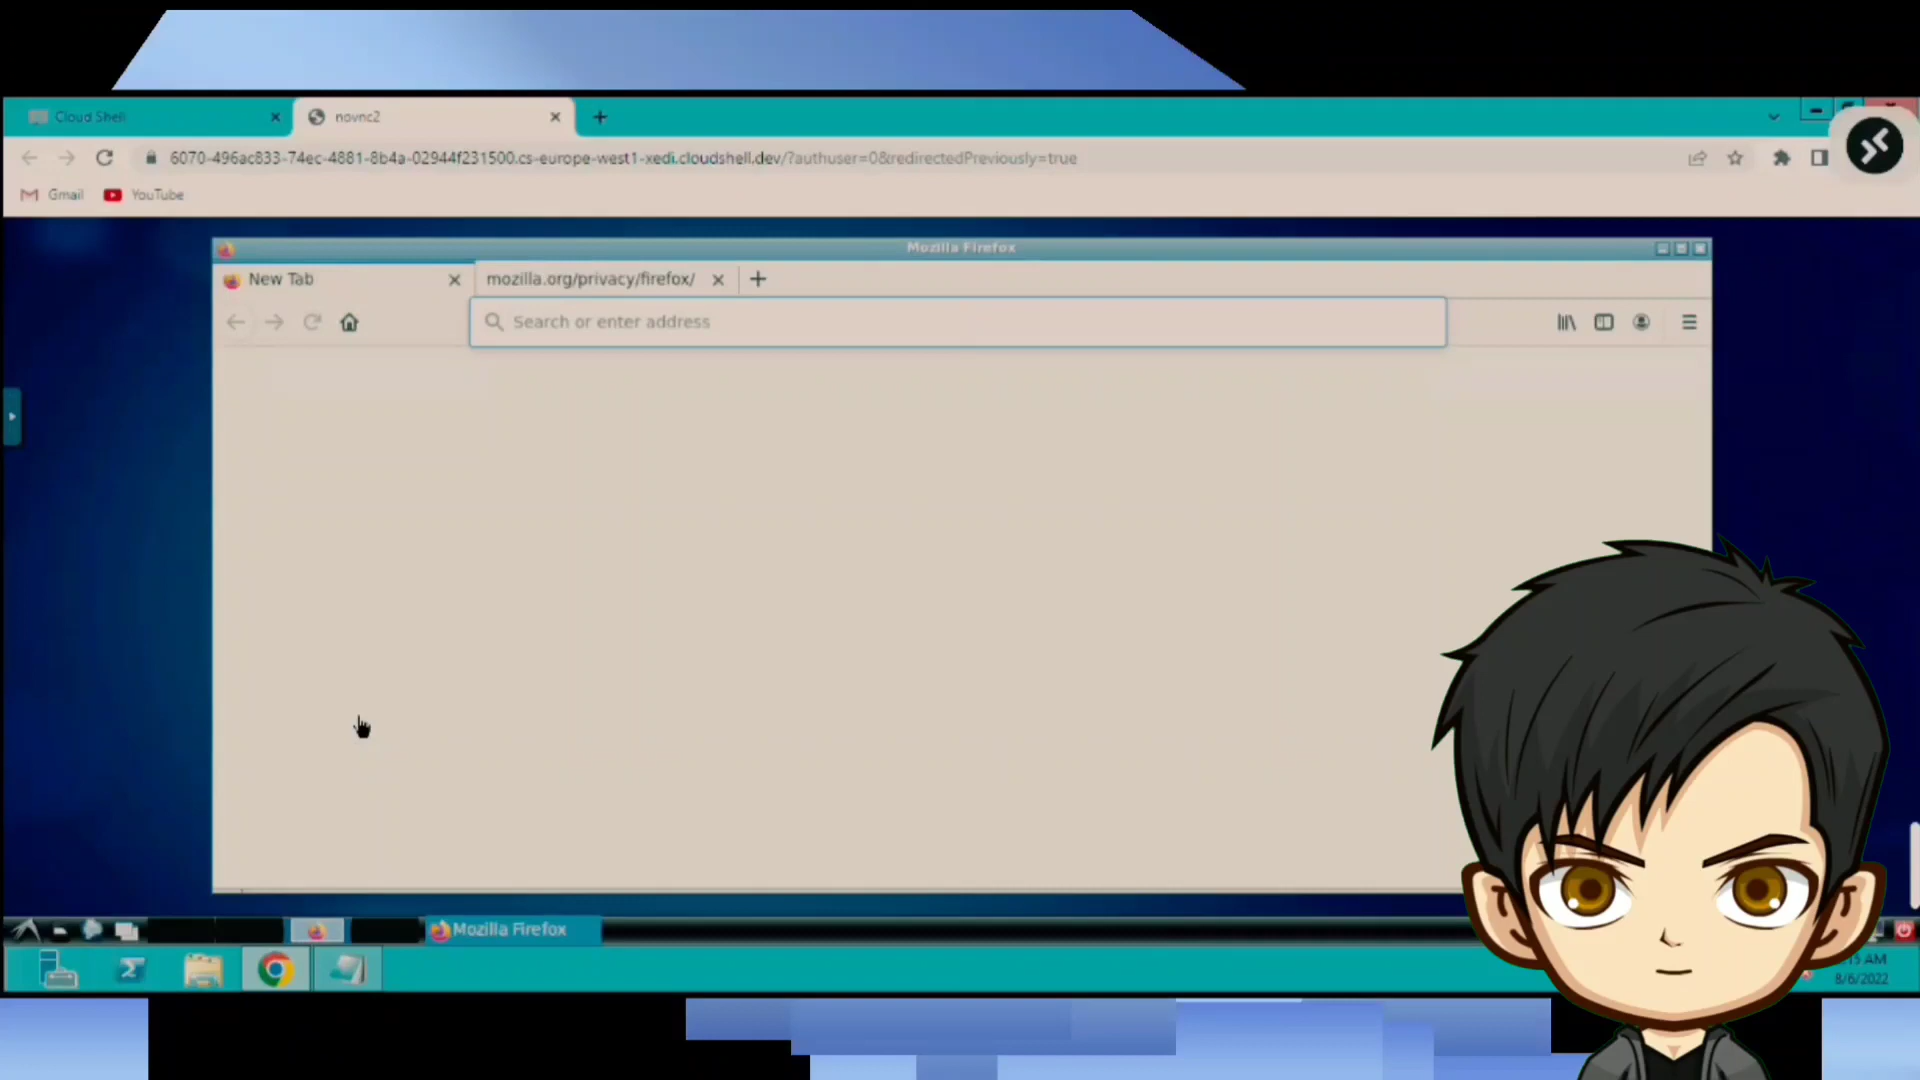 Cloud Shell
novnc2
6070-496ac833-74ec-4881-8b4a-02944f231500.cs-europe-west1-xedi.cloudshell.dev/?authuser=0&redirectedPreviously=true
Gmail
YouTube
Mozilla Firefox
New Tab
mozilla.org/privacy/firefox/
Search or enter address
Mozilla Firefox
15 AM
8/6/2022